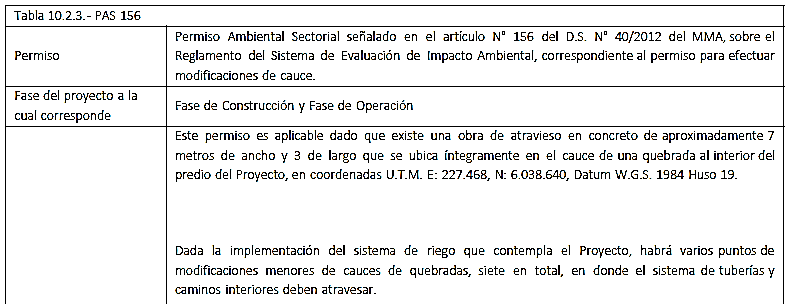 Tabla 10.2.3.- PAS 156
Permiso Ambiental Sectorial señalado en el artículo N° 156 del D.S. N° 40/2012 del MMA, sobre el
Permiso
Reglamento del Sistema de Evaluación de Impacto Ambiental, correspondiente al permiso para efectuar
modificaciones de cauce.
Fase del proyecto a la
cual corresponde
Fase de Construcción y Fase de Operación
Este permiso es aplicable dado que existe una obra de atravieso en concreto de aproximadamente 7
metros de ancho y 3 de largo que se ubica íntegramente en el cauce de una quebrada al interior del
predio del Proyecto, en coordenadas U.T.M. E: 227.468, N: 6.038.640, Datum W.G.S. 1984 Huso 19.
Dada la implementación del sistema de riego que contempla el Proyecto, habrá varios puntos de
modificaciones menores de cauces de quebradas, siete en total, en donde el sistema de tuberías y
caminos interiores deben atravesar.